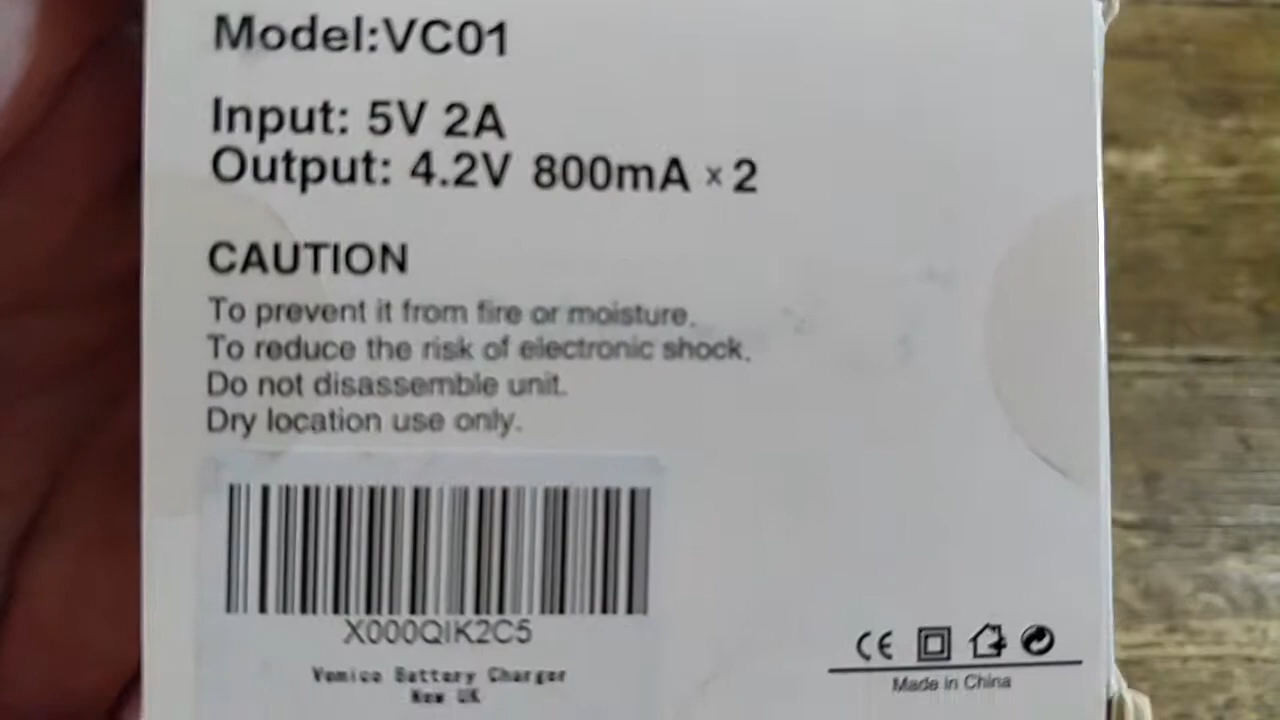 Model:VC01
Input: 5V 2A
Output: 4.2V 800mA × 2
CAUTION
To prevent it from fire or moisture.
To reduce the risk of electronic shock.
Do not disassemble unit.
Dry location use only.
X000QIK2C5
Vemico Battery Charger
New UK
CE
Made in China